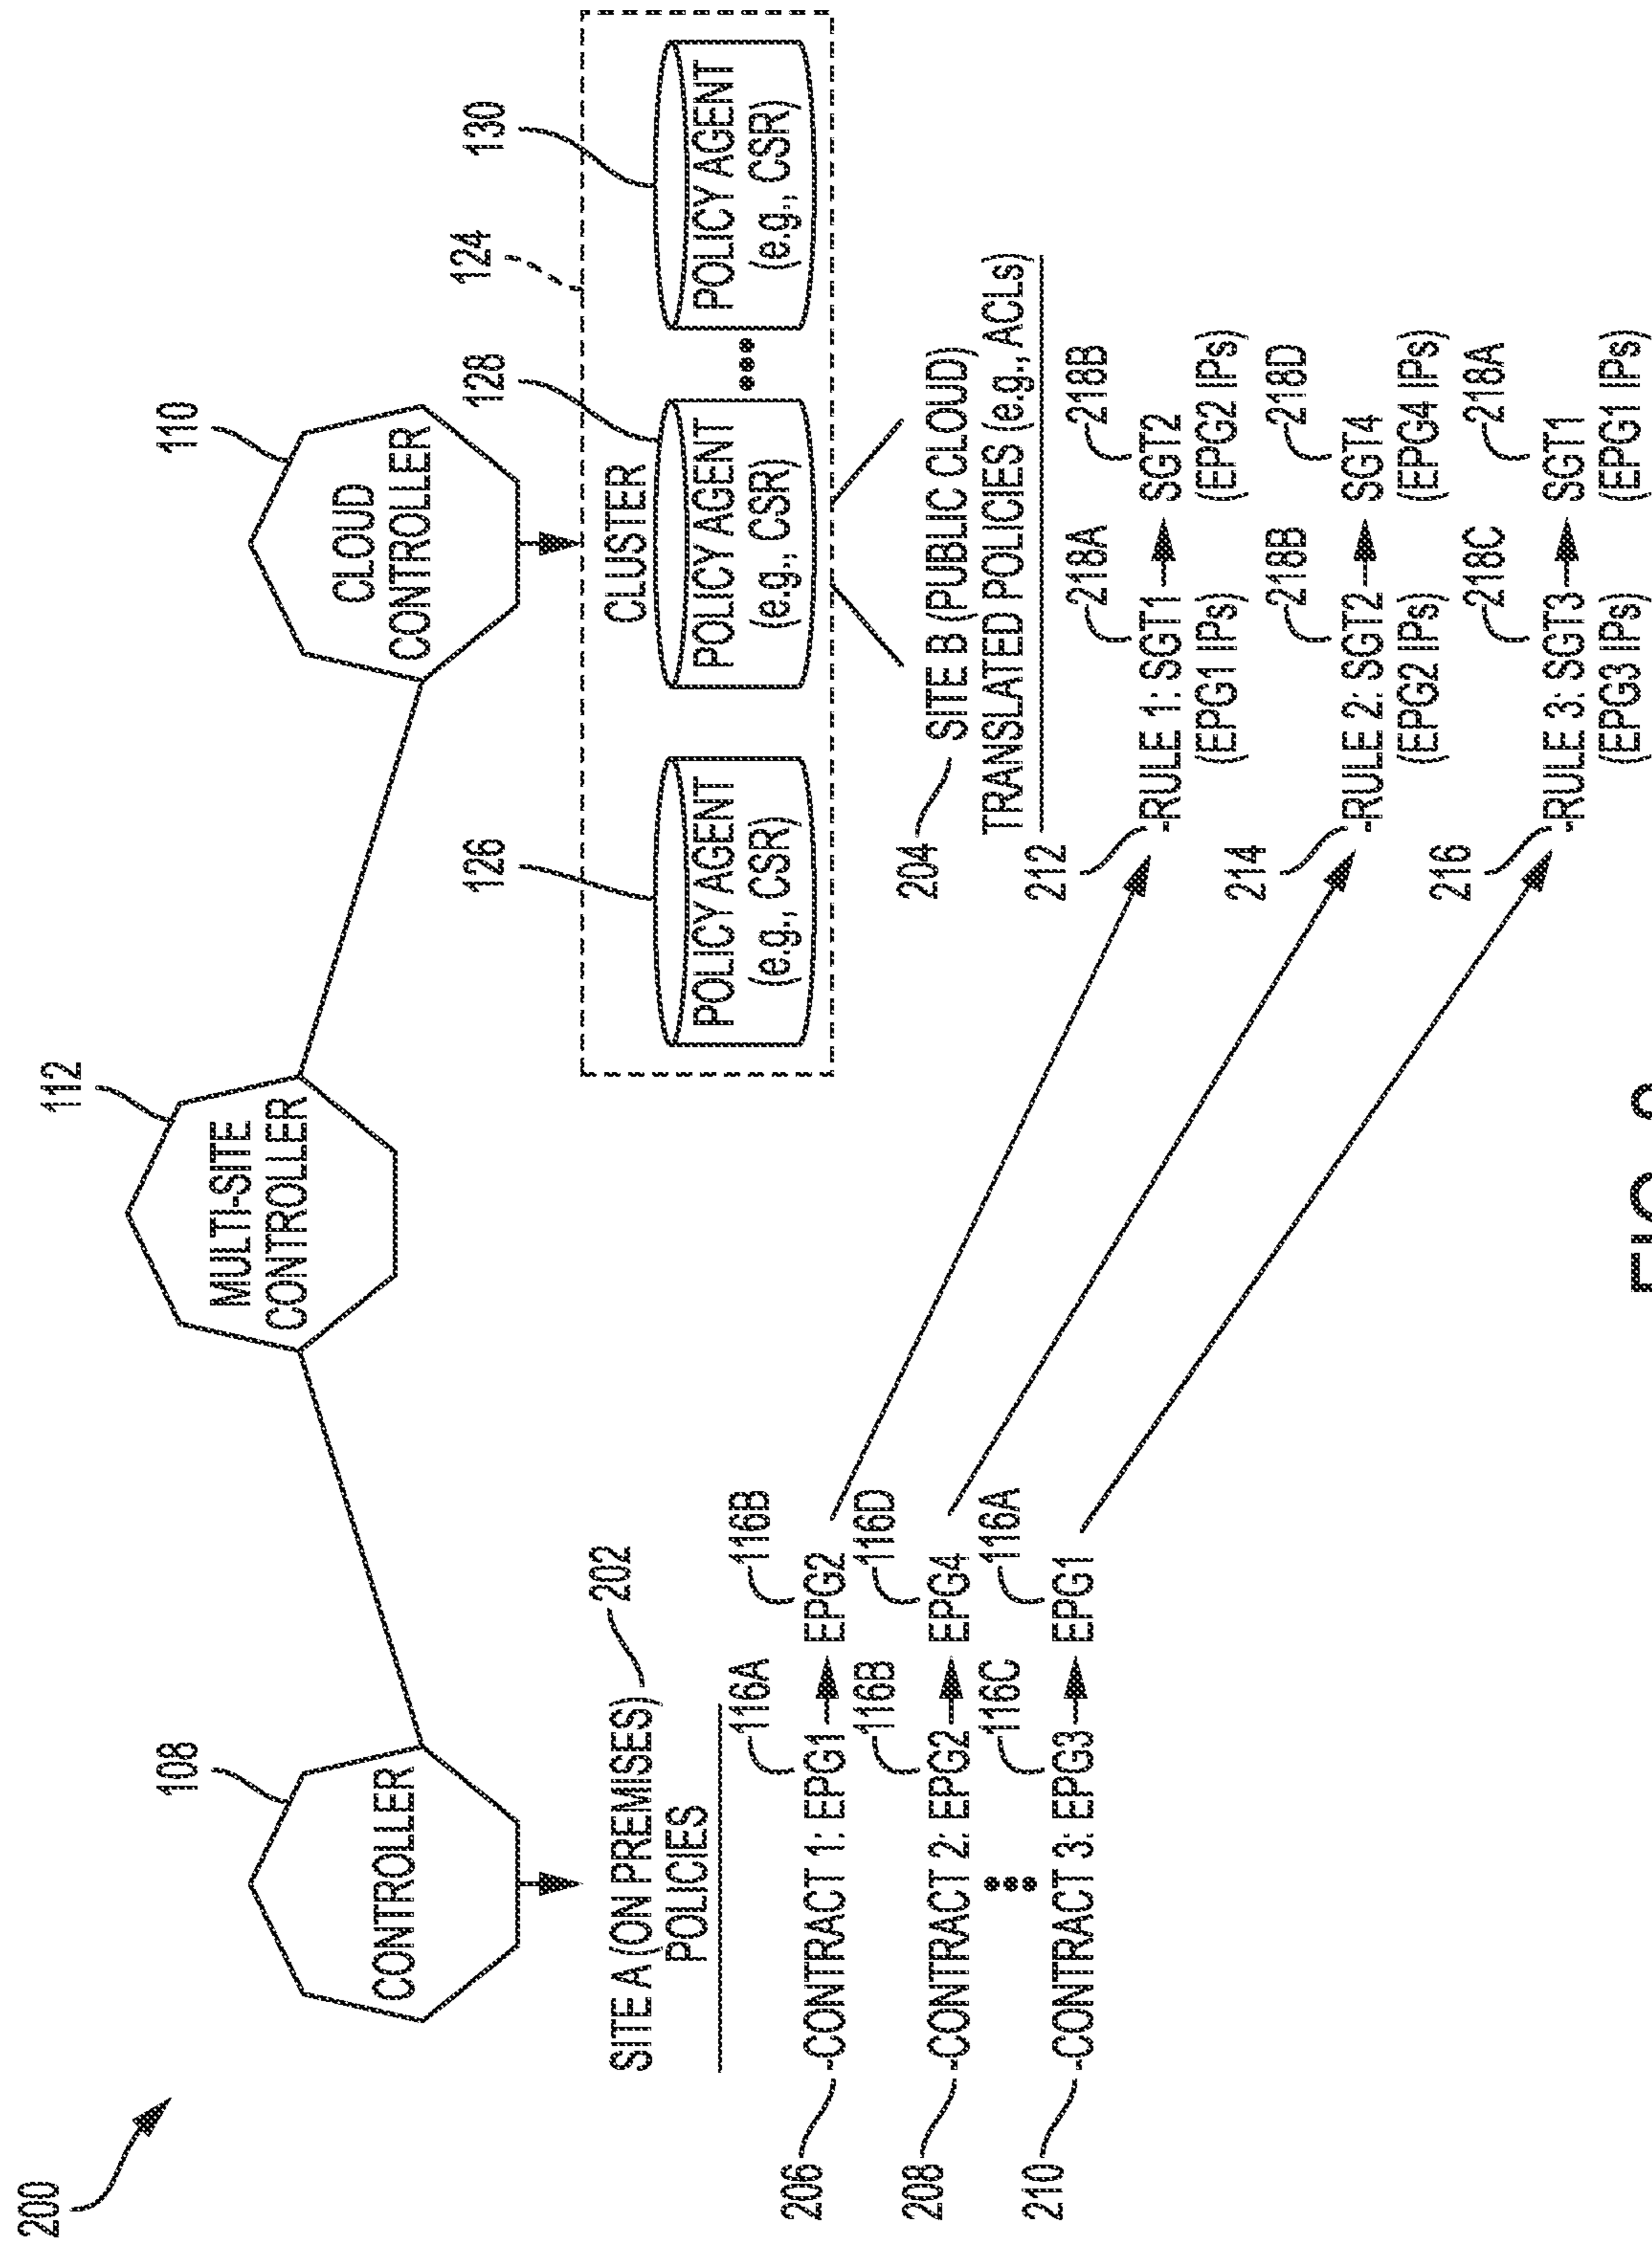 200
112
MULTI-SITE
CONTROLLER
108
CONTROLLER
110
CLOUD
CONTROLLER
124
CLUSTER
126
POLICY AGENT
(e.g., CSR)
128
POLICY AGENT
(e.g., CSR)
130
POLICY AGENT
(e.g., CSR)
SITE A (ON PREMISES)
POLICIES
202
116A 116B
206 -CONTRACT 1: EPG1 EPG2
116B 116D
208 -CONTRACT 2: EPG2 EPG4
116C 116A
210 -CONTRACT 3: EPG3 EPG1
204 SITE B (PUBLIC CLOUD)
TRANSLATED POLICIES (e.g., ACLs)
218A 218B
212 -RULE 1: SGT1 SGT2
(EPG1 IPs) (EPG2 IPs)
218B 218D
214 -RULE 2: SGT2 SGT4
(EPG2 IPs) (EPG4 IPs)
218C 218A
216 -RULE 3: SGT3 SGT1
(EPG3 IPs) (EPG1 IPs)